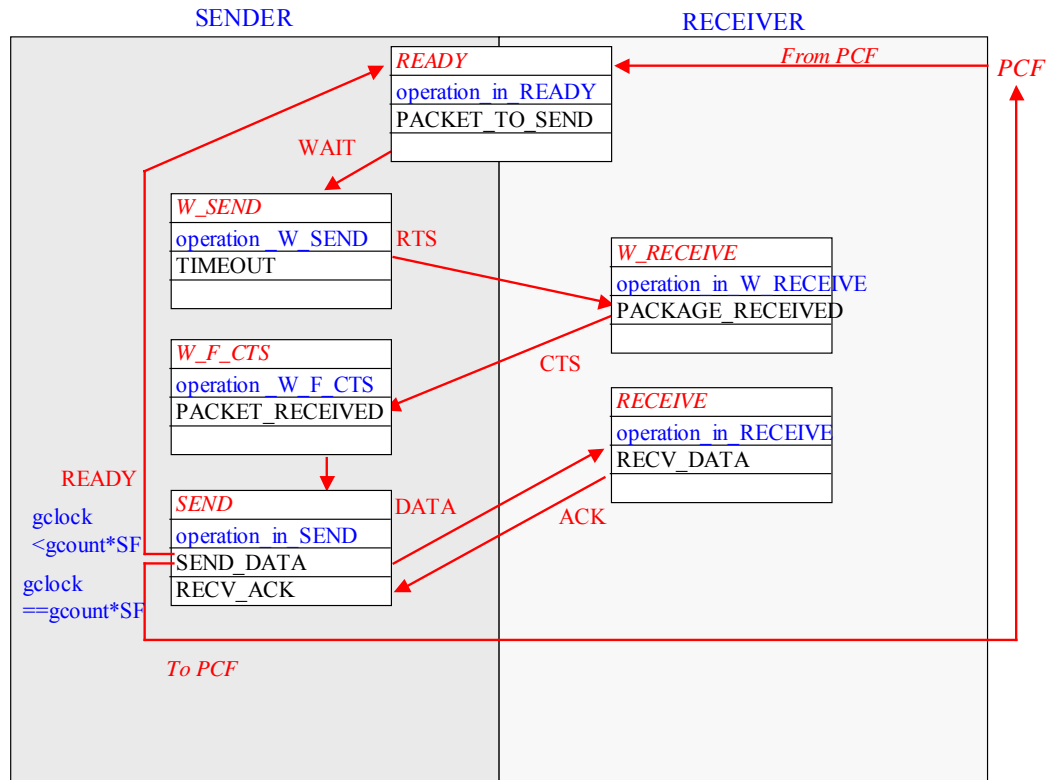 SENDER
RECEIVER
READY
operation_in_READY
PACKET_TO_SEND
From PCF
PCF
WAIT
W_SEND
operation _W_SEND
TIMEOUT
RTS
W_RECEIVE
operation_in_W_RECEIVE
PACKAGE_RECEIVED
W_F_CTS
operation _W_F_CTS
PACKET_RECEIVED
CTS
RECEIVE
operation_in_RECEIVE
RECV_DATA
READY
gclock
<gcount*SF
gclock
==gcount*SF
SEND
operation_in_SEND
SEND_DATA
RECV_ACK
DATA
ACK
To PCF